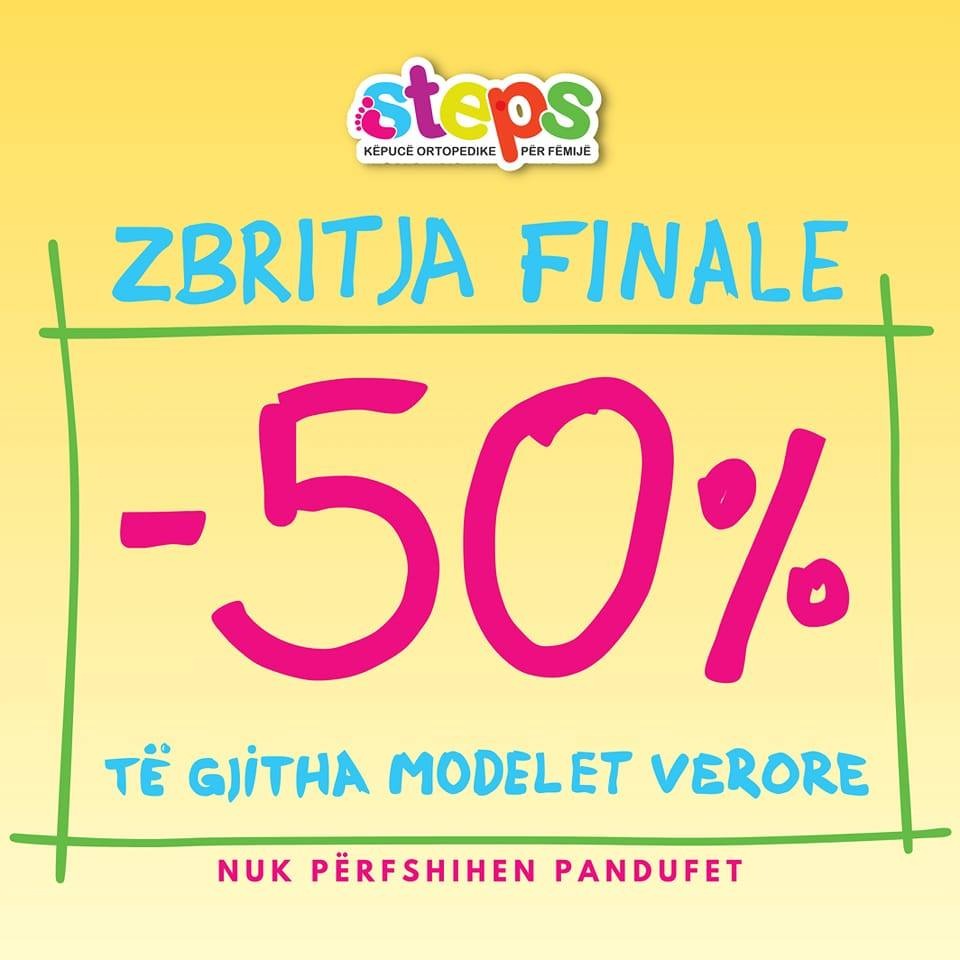 steps
KËPUCË ORTOPEDIKE PËR FËMIJË
ZBRITJA FINALE
-50%
TË GJITHA MODELET VERORE
NUK PËRFSHIHEN PANDUFET